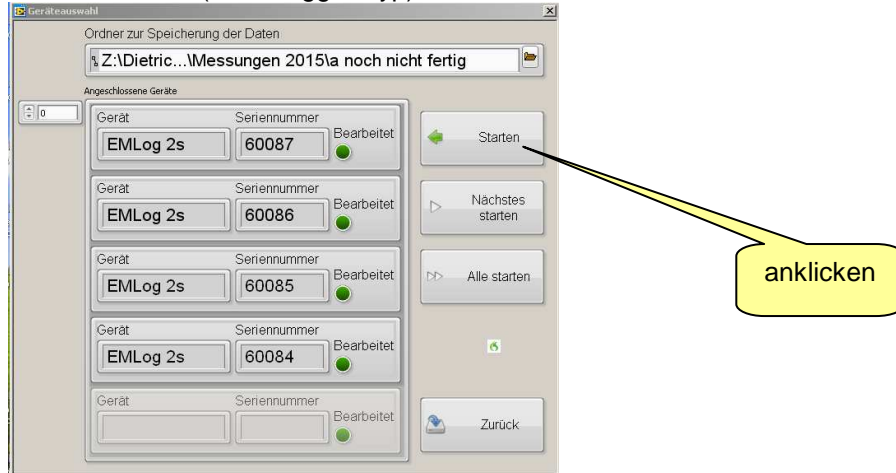 Geräteauswahl
Ordner zur Speicherung der Daten
Z:\Dietric...\Messungen 2015\a noch nicht fertig
Angeschlossene Geräte
0
Gerät Seriennummer
EMLog 2s 60087 Bearbeitet
Gerät Seriennummer
EMLog 2s 60086 Bearbeitet
Gerät Seriennummer
EMLog 2s 60085 Bearbeitet
Gerät Seriennummer
EMLog 2s 60084 Bearbeitet
Gerät Seriennummer
Bearbeitet
Starten
Nächstes
starten
Alle starten
Zurück
anklicken